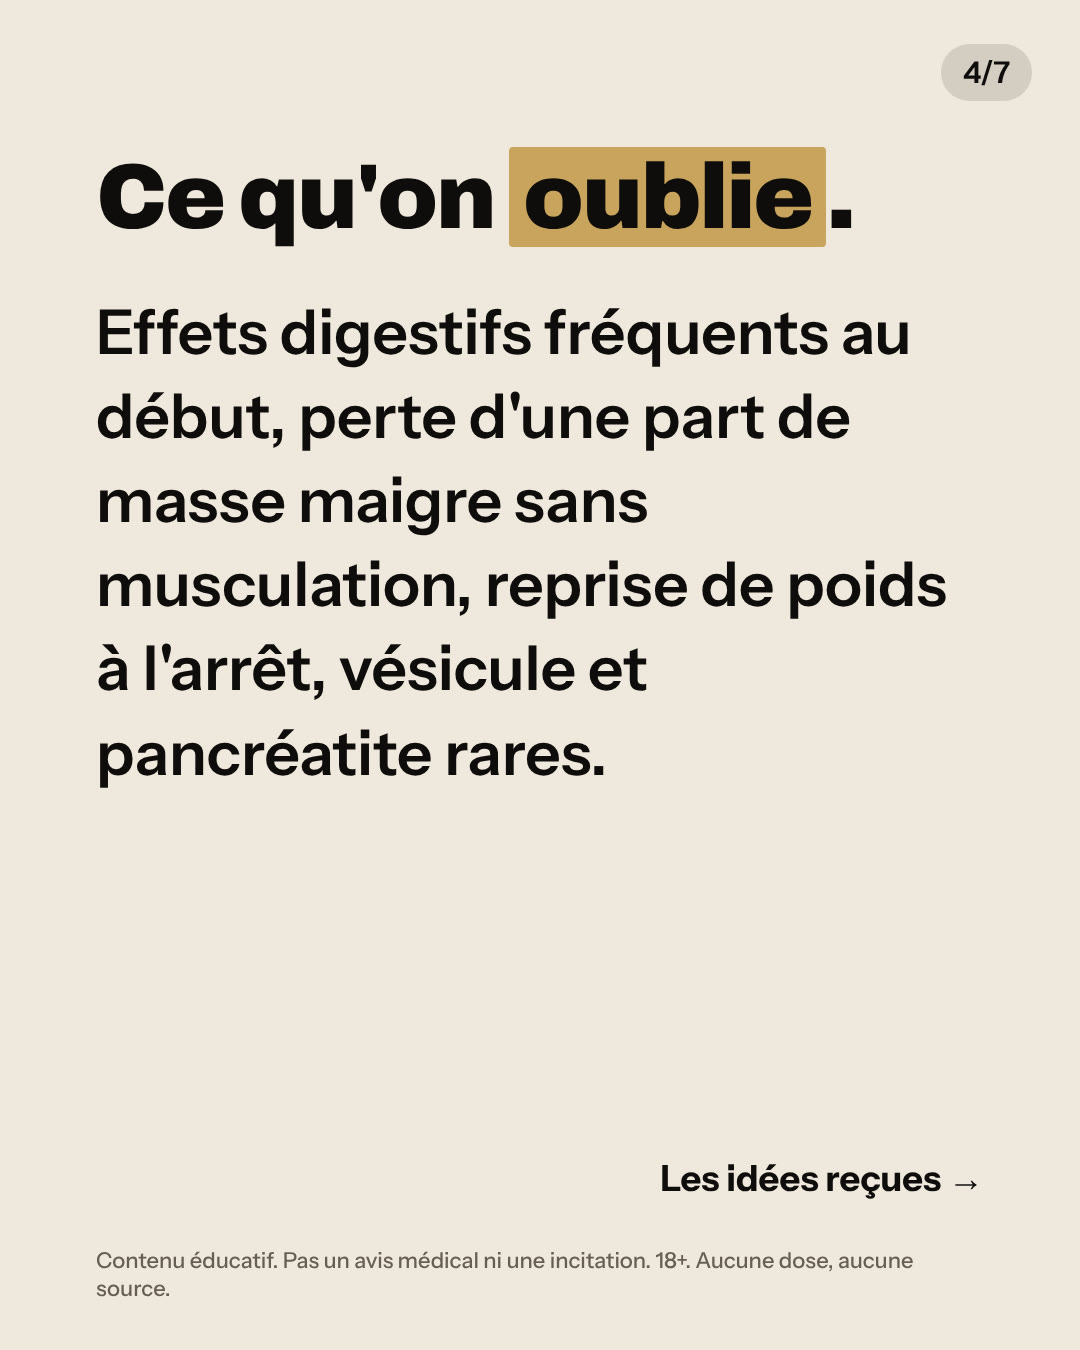 4/7
Ce qu'on oublie.
Effets digestifs fréquents au
début, perte d'une part de
masse maigre sans
musculation, reprise de poids
à l'arrêt, vésicule et
pancréatite rares.
Les idées reçues →
Contenu éducatif. Pas un avis médical ni une incitation. 18+. Aucune dose, aucune
source.